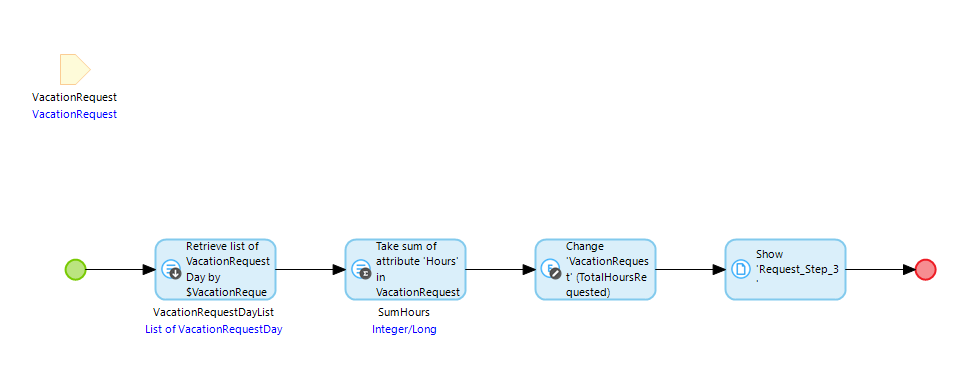 VacationRequest
VacationRequest
Retrieve list of
VacationRequest
Day by
$VacationReque
VacationRequestDayList
List of VacationRequestDay
Take sum of
attribute 'Hours'
in
VacationRequest
SumHours
Integer/Long
Change
'VacationReques
t' (TotalHoursRe
quested)
Show
'Request_Step_3
'